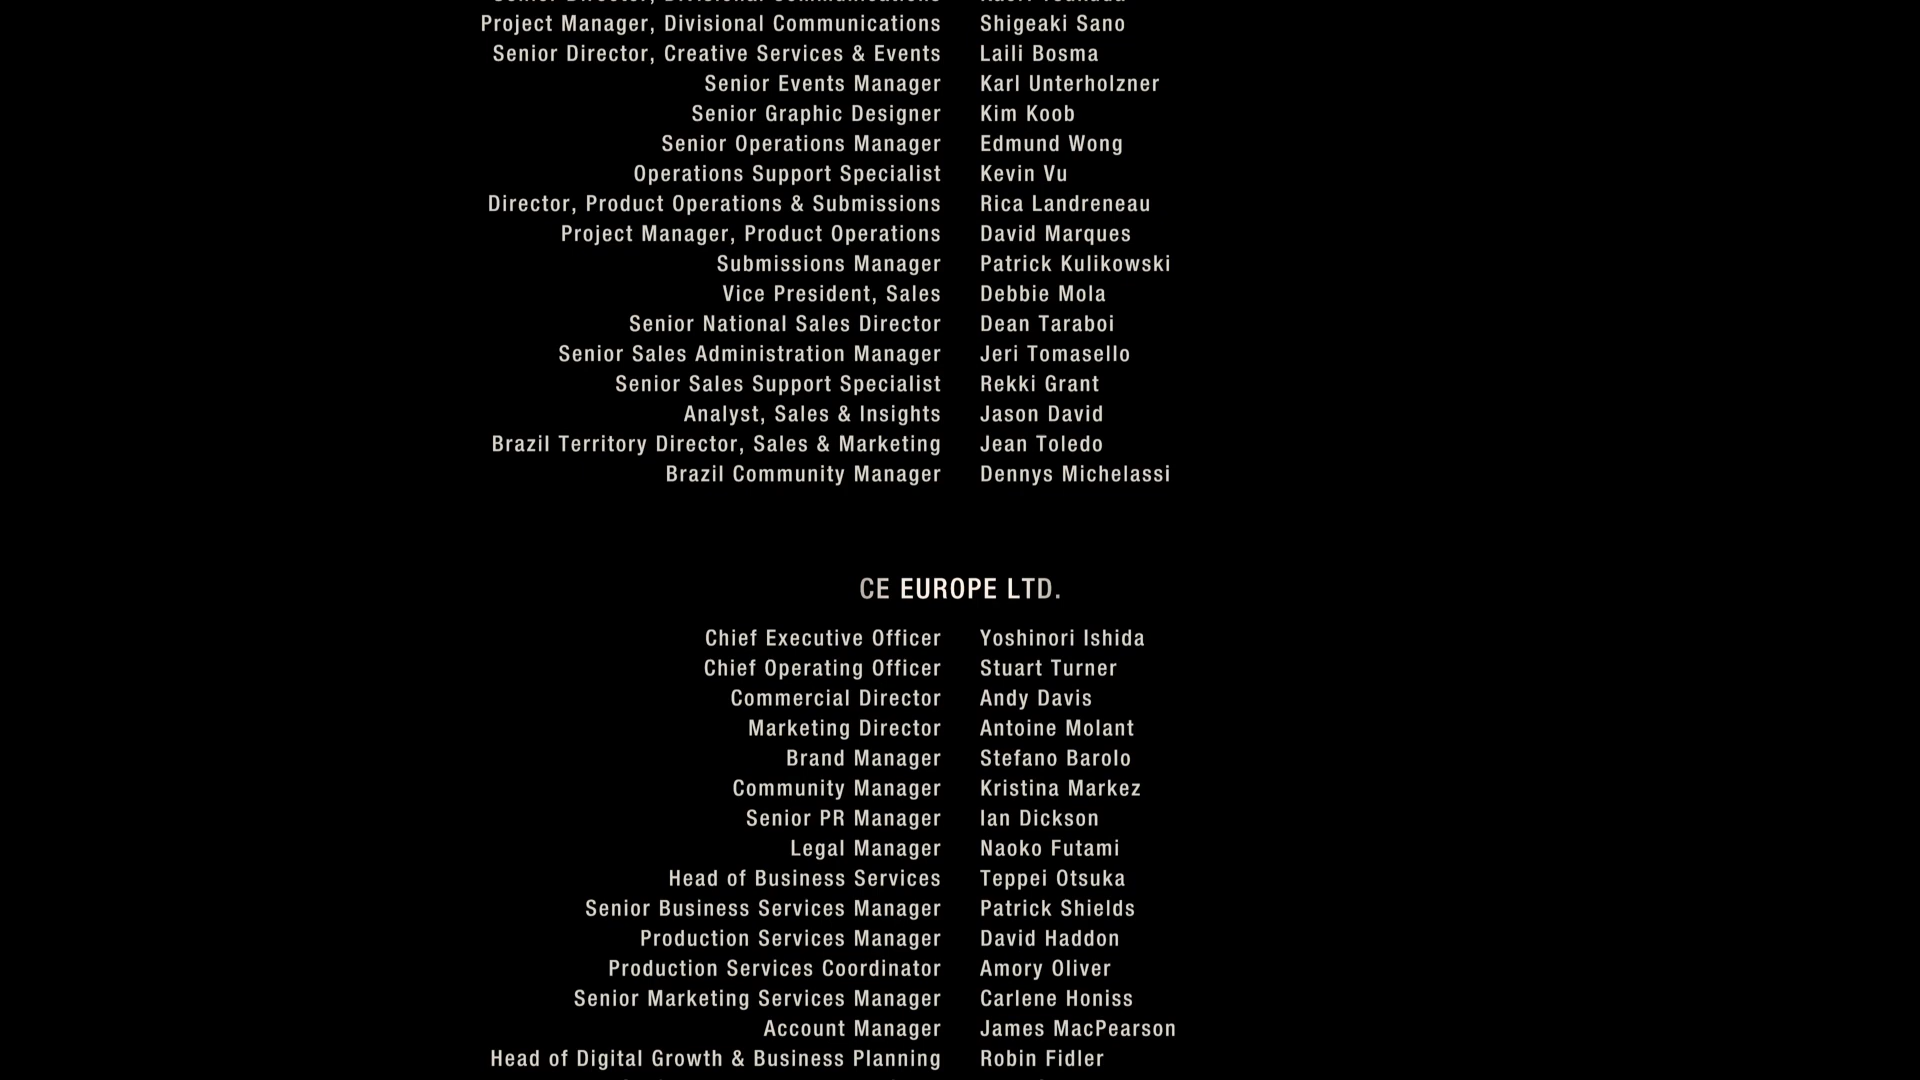 Project Manager, Divisional Communications Shigeaki Sano
Senior Director, Creative Services & Events Laili Bosma
Senior Events Manager Karl Unterholzner
Senior Graphic Designer Kim Koob
Senior Operations Manager Edmund Wong
Operations Support Specialist Kevin Vu
Director, Product Operations & Submissions Rica Landreneau
Project Manager, Product Operations David Marques
Submissions Manager Patrick Kulikowski
Vice President, Sales Debbie Mola
Senior National Sales Director Dean Taraboi
Senior Sales Administration Manager Jeri Tomasello
Senior Sales Support Specialist Rekki Grant
Analyst, Sales & Insights Jason David
Brazil Territory Director, Sales & Marketing Jean Toledo
Brazil Community Manager Dennys Michelassi
CE EUROPE LTD.
Chief Executive Officer Yoshinori Ishida
Chief Operating Officer Stuart Turner
Commercial Director Andy Davis
Marketing Director Antoine Molant
Brand Manager Stefano Barolo
Community Manager Kristina Markez
Senior PR Manager Ian Dickson
Legal Manager Naoko Futami
Head of Business Services Teppei Otsuka
Senior Business Services Manager Patrick Shields
Production Services Manager David Haddon
Production Services Coordinator Amory Oliver
Senior Marketing Services Manager Carlene Honiss
Account Manager James MacPearson
Head of Digital Growth & Business Planning Robin Fidler